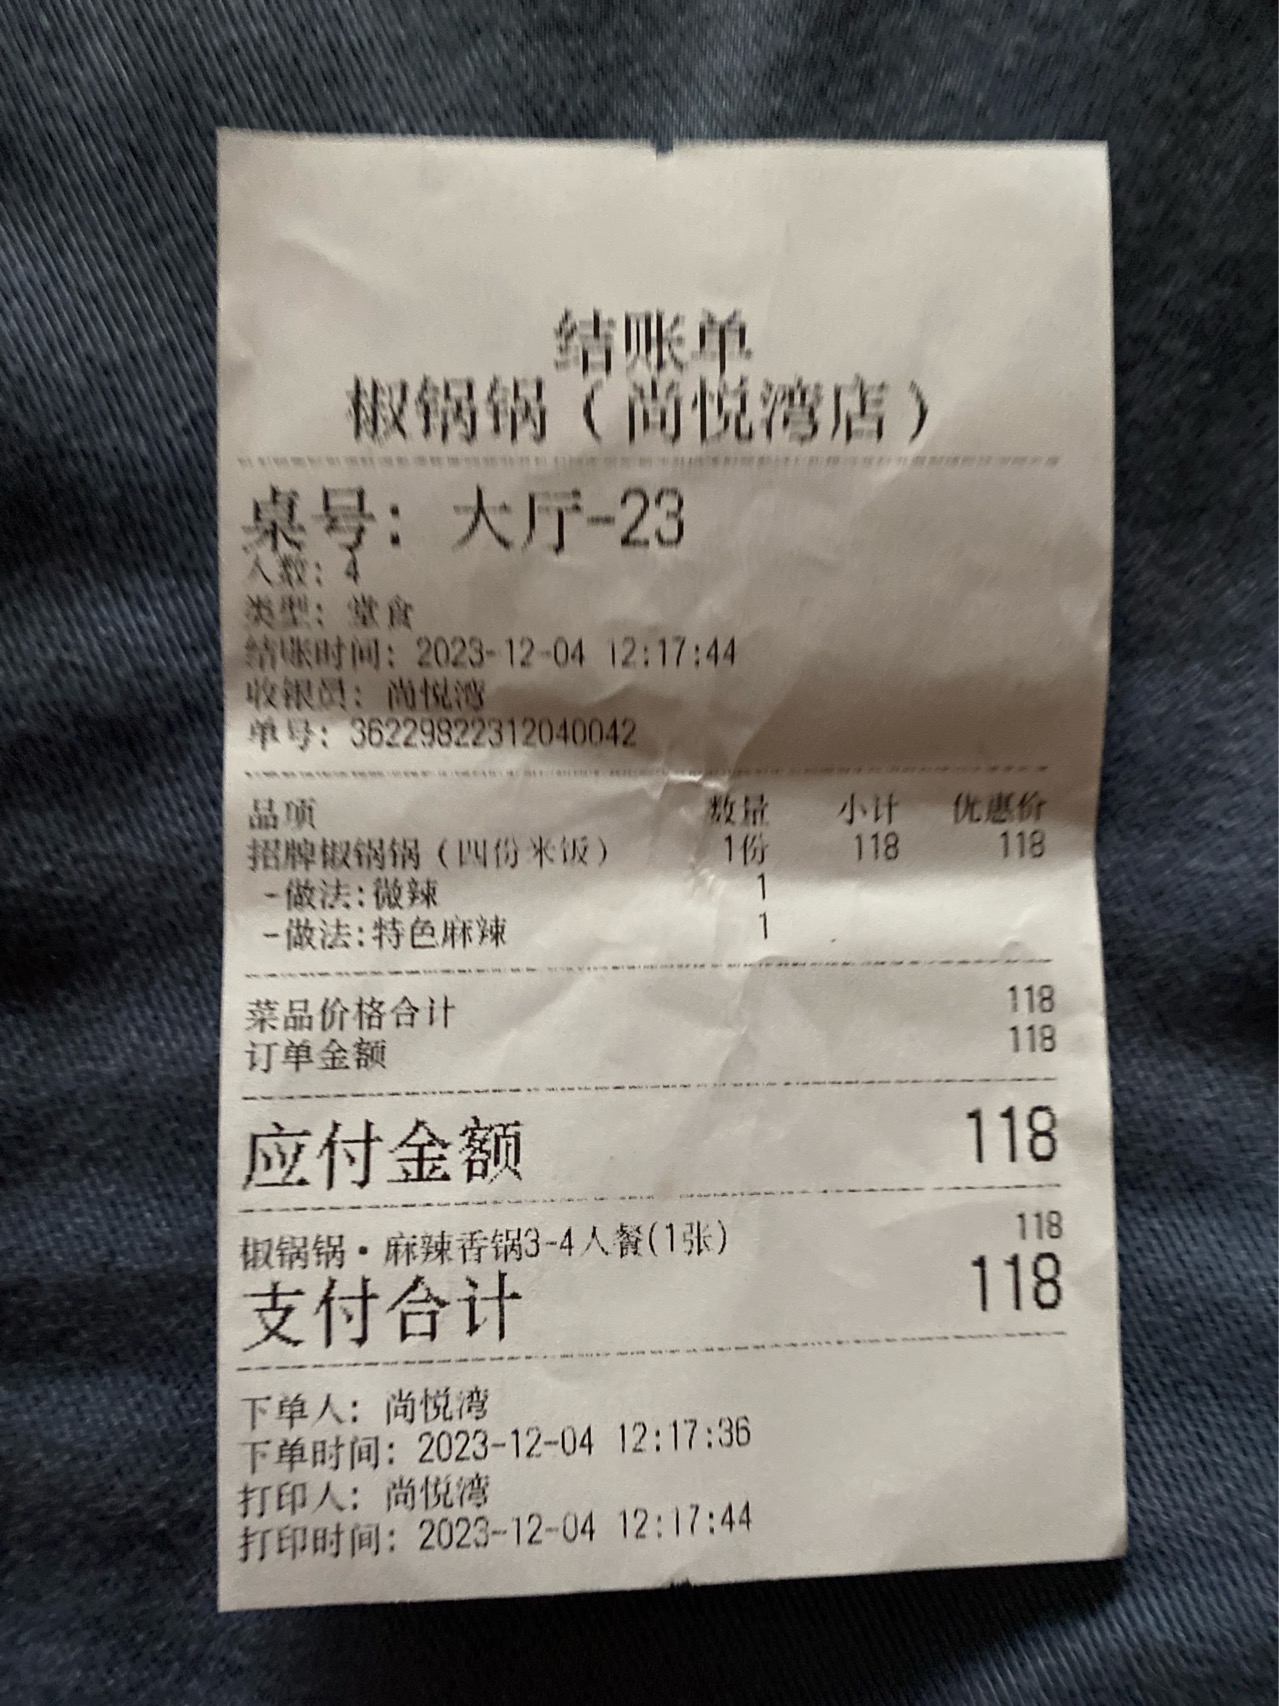 结账单
椒锅锅（尚悦湾店）
桌号：大厅-23
人数：4
类型：堂食
结账时间：2023-12-04 12:17:44
收银员：尚悦湾
单号：36229822312040042
品项 数量 小计 优惠价
招牌椒锅锅（四份米饭） 1份 118 118
-做法:微辣 1
-做法:特色麻辣 1
菜品价格合计 118
订单金额 118
应付金额 118
椒锅锅·麻辣香锅3-4人餐(1张) 118
支付合计 118
下单人：尚悦湾
下单时间：2023-12-04 12:17:36
打印人：尚悦湾
打印时间：2023-12-04 12:17:44